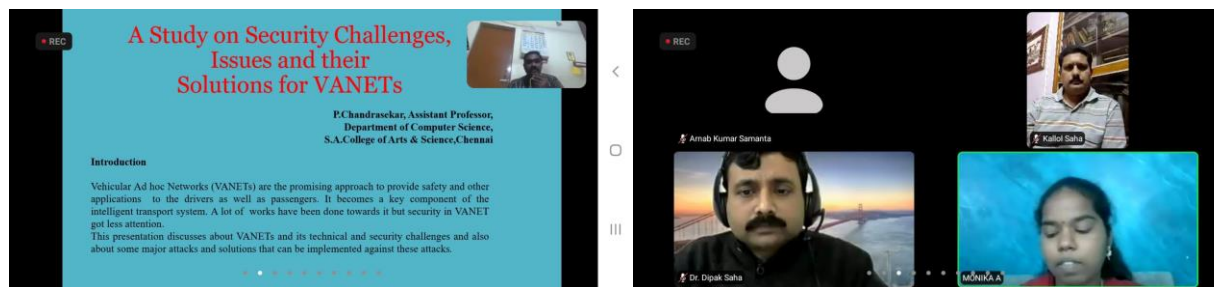 REC
A Study on Security Challenges,
Issues and their
Solutions for VANETs
P.Chandrasekar, Assistant Professor,
Department of Computer Science,
S.A.College of Arts & Science,Chennai
Introduction
Vehicular Ad hoc Networks (VANETs) are the promising approach to provide safety and other
applications to the drivers as well as passengers. It becomes a key component of the
intelligent transport system. A lot of works have been done towards it but security in VANET
got less attention.
This presentation discusses about VANETs and its technical and security challenges and also
about some major attacks and solutions that can be implemented against these attacks.
REC
Arnab Kumar Samanta
Kallol Saha
Dr. Dipak Saha
MONIKA A